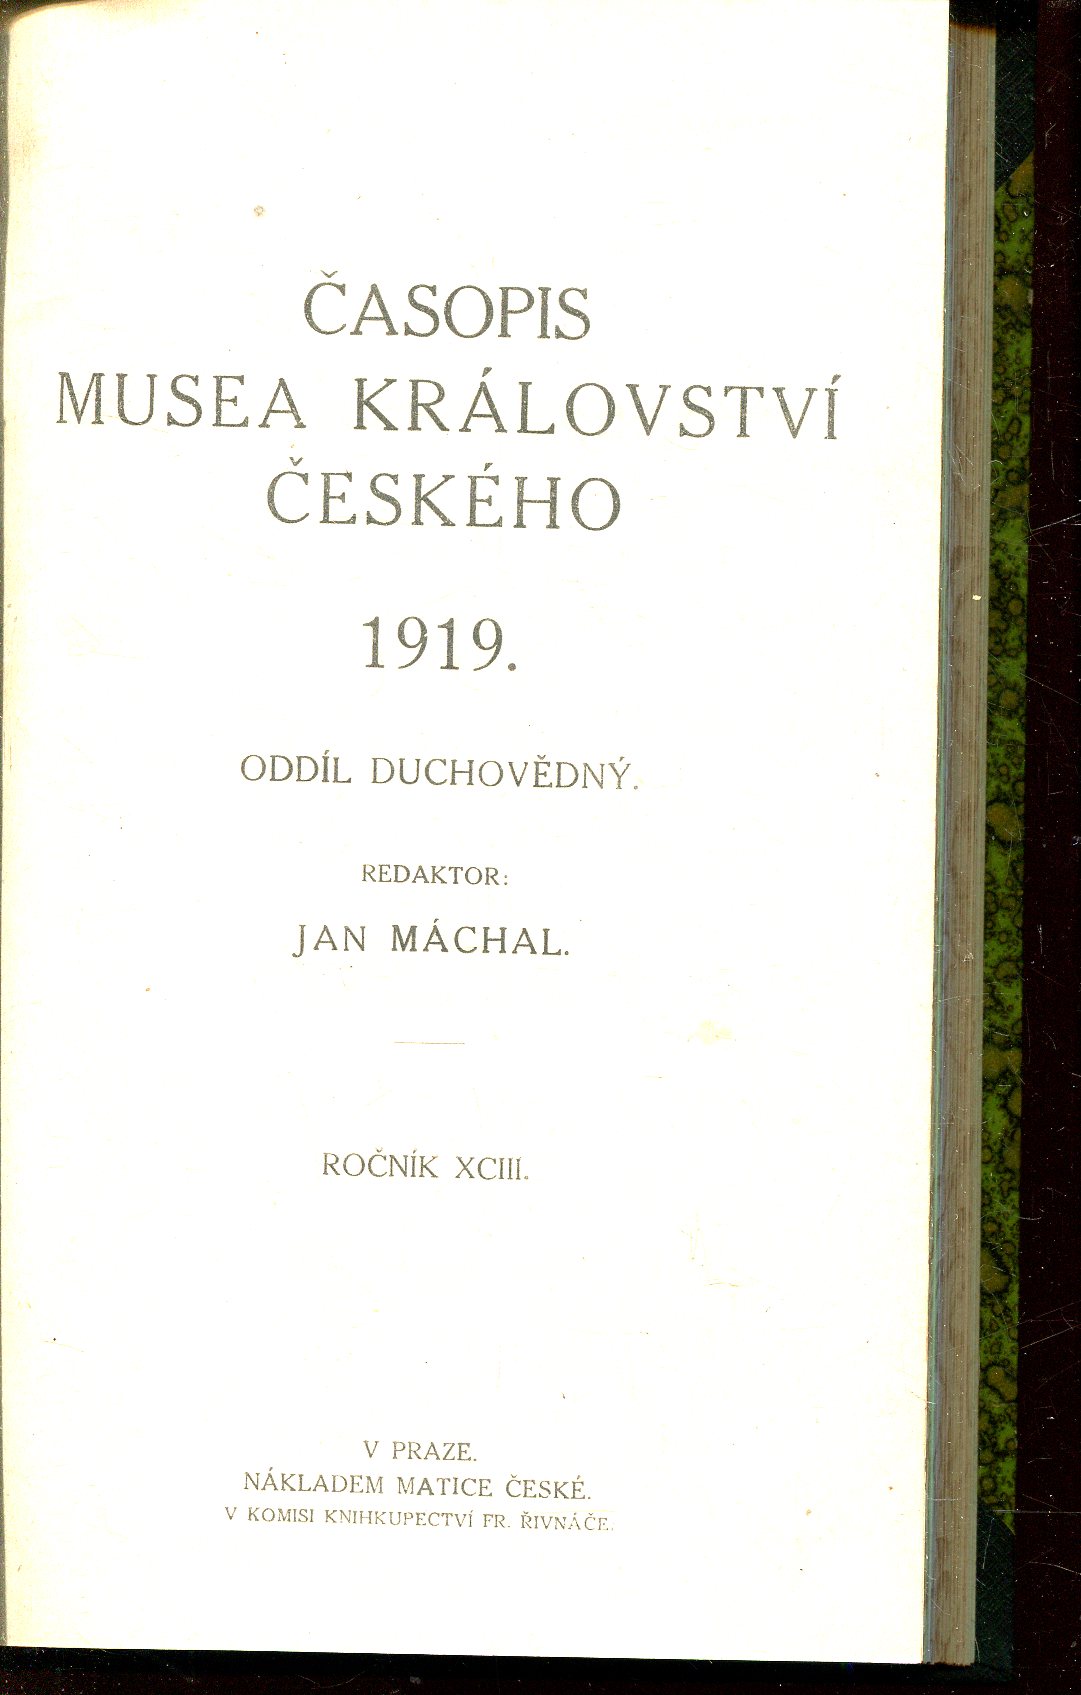 ČASOPIS
MUSEA KRÁLOVSTVÍ
ČESKÉHO
1919.
ODDÍL DUCHOVĚDNÝ.
REDAKTOR:
JAN MÁCHAL.
ROČNÍK XCIII.
V PRAZE.
NÁKLADEM MATICE ČESKÉ.
V KOMISI KNIHKUPECTVÍ FR. ŘIVNÁČE.